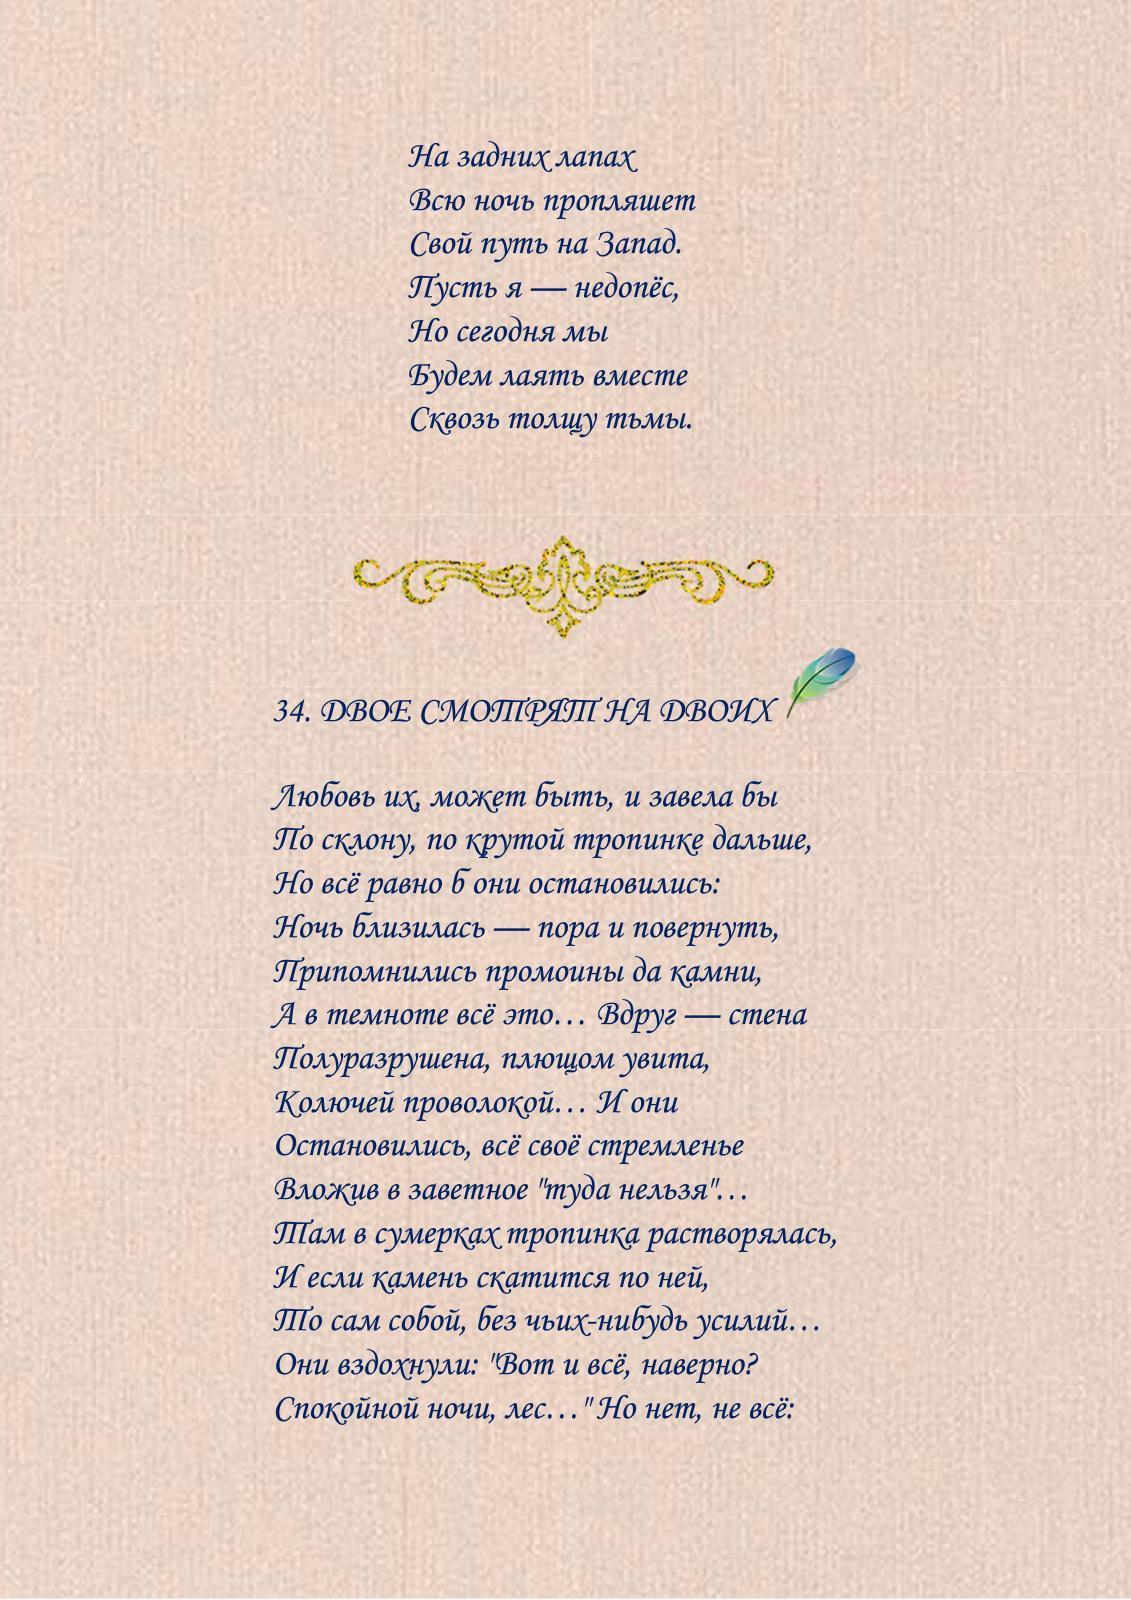 На задних лапах
Всю ночь пропляшет
Свой путь на Запад.
Пусть я — недопёс,
Но сегодня мы
Будем лаять вместе
Сквозь толщу тьмы.
34. ДВОЕ СМОТРЯТ НА ДВОИХ
Любовь их, может быть, и завела бы
По склону, по крутой тропинке дальше,
Но всё равно б они остановились:
Ночь близилась — пора и повернуть,
Припомнились промоины да камни,
А в темноте всё это… Вдруг — стена
Полуразрушена, плющом увита,
Колючей проволокой… И они
Остановились, всё своё стремленье
Вложив в заветное "туда нельзя"…
Там в сумерках тропинка растворялась,
И если камень скатится по ней,
То сам собой, без чьих-нибудь усилий…
Они вздохнули: "Вот и всё, наверно?
Спокойной ночи, лес…" Но нет, не всё: